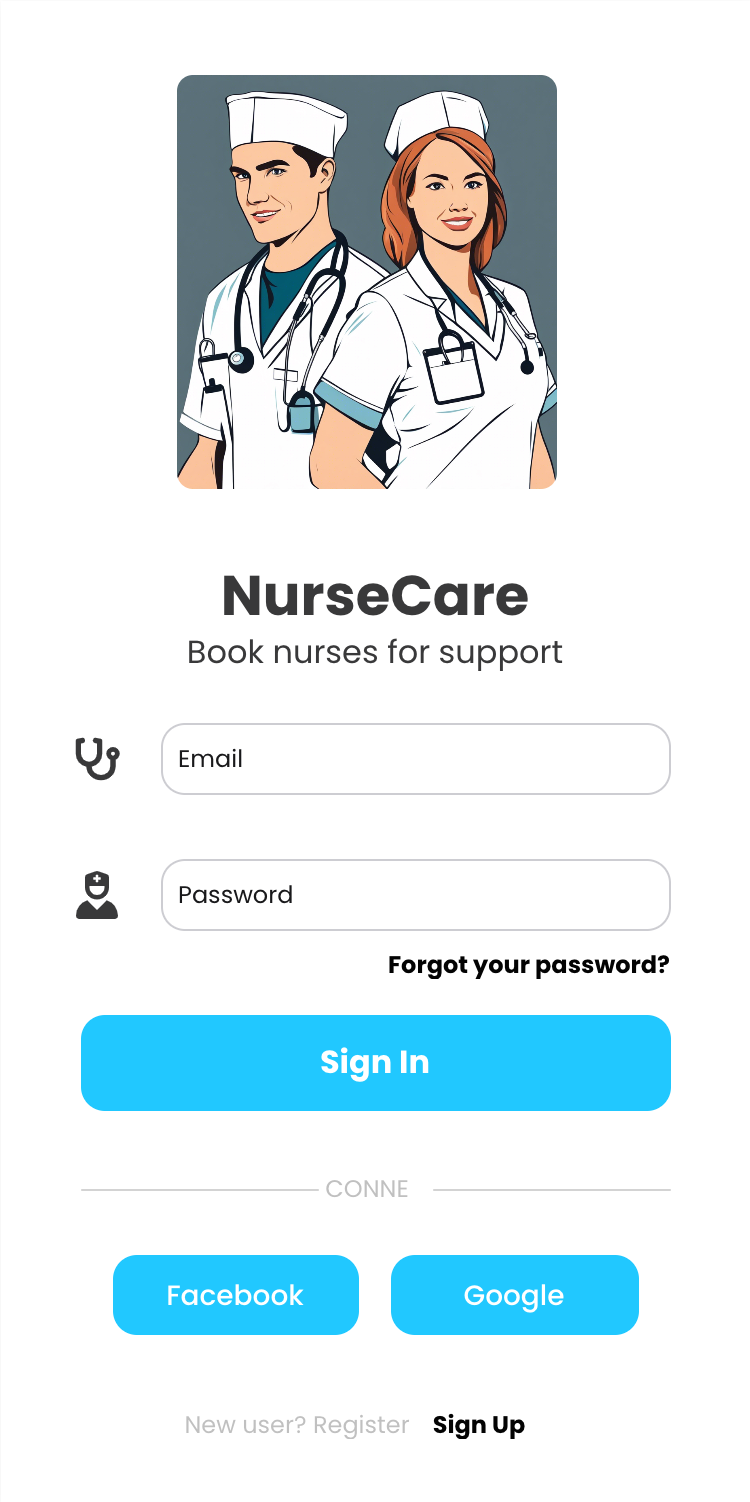 NurseCare
Book nurses for support
Email
Password
Forgot your password?
Sign In
CONNE
Facebook Google
New user? Register Sign Up